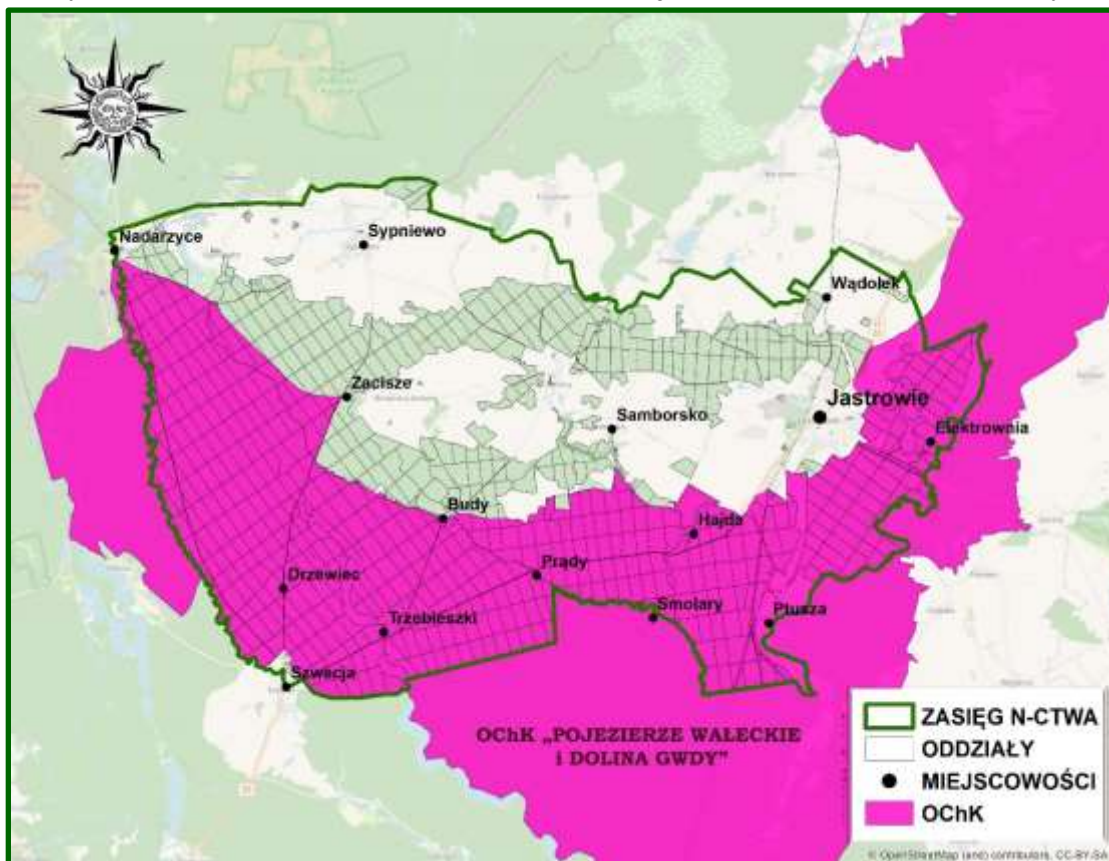 Nadarzyce
Sypniewo
Wądołek
Zacisze
Jastrowie
Samborsko
Elektrownia
Budy
Hajda
Prądy
Drzewiec
Trzebieszki
Smolary
Ptusza
Szwecja
OChK „POJEZIERZE WAŁECKIE
i DOLINA GWDY”
ZASIĘG N-CTWA
ODDZIAŁY
MIEJSCOWOŚCI
OChK
© OpenStreetMap (and) contributors, CC-BY-SA